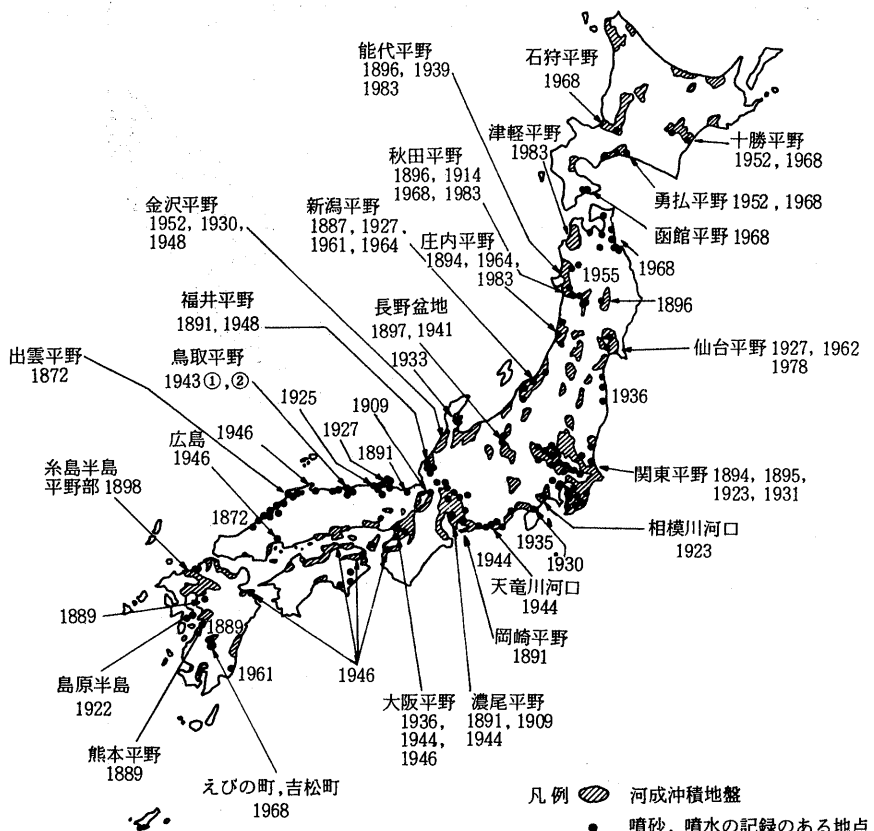 能代平野
1896, 1939
1983
石狩平野
1968
津軽平野
1983
十勝平野
1952, 1968
秋田平野
1896, 1914
1968, 1983
勇払平野 1952, 1968
函館平野 1968
金沢平野
1952, 1930,
1948
新潟平野
1887, 1927,
1961, 1964
庄内平野
1894, 1964,
1983
1955
1968
1896
福井平野
1891, 1948
長野盆地
1897, 1941
1933
仙台平野 1927, 1962
1978
出雲平野
1872
鳥取平野
1943①, ②
1925
1909
1927
1891
1936
広島
1946
1946
糸島半島
平野部 1898
1872
関東平野 1894, 1895,
1923, 1931
相模川河口
1923
1935
1930
1944
天竜川河口
1944
岡崎平野
1891
1889
1889
島原半島
1922
1961
1946
熊本平野
1889
大阪平野
1936,
1944,
1946
濃尾平野
1891, 1909
1944
えびの町, 吉松町
1968
凡例 河成沖積地盤
噴砂, 噴水の記録のある地点